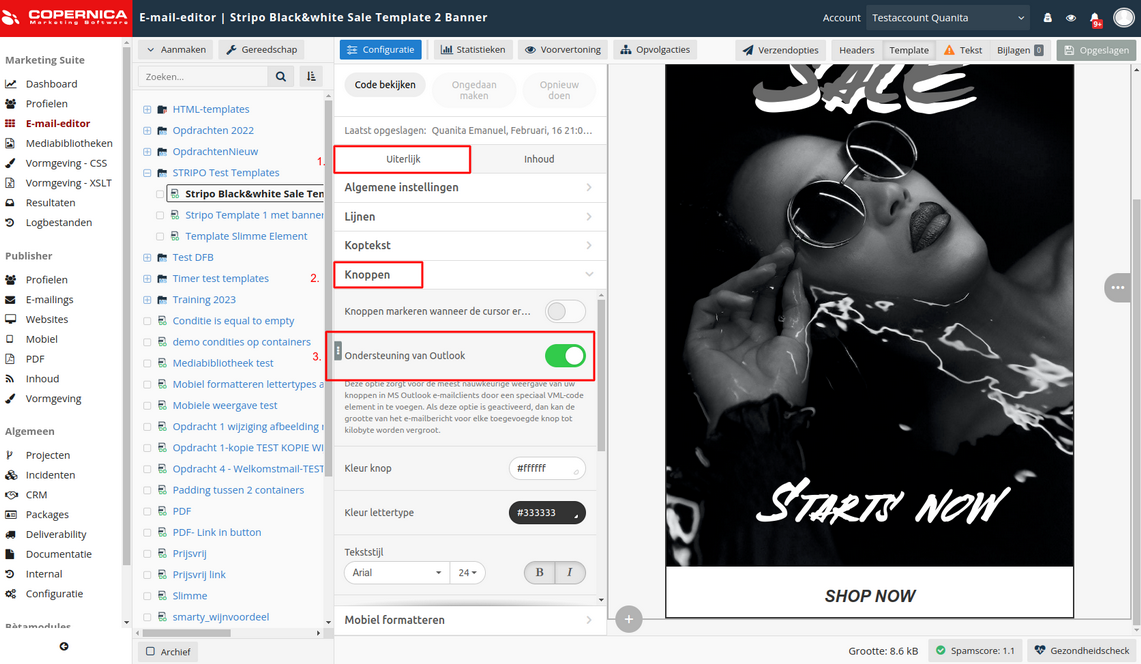 COPERNICA
Marketing Software
E-mail-editor | Stripo Black&white Sale Template 2 Banner
Account
Testaccount Quanita
9+
Marketing Suite
Dashboard
Profielen
E-mail-editor
Mediabibliotheken
Vormgeving - CSS
Vormgeving - XSLT
Resultaten
Logbestanden
Publisher
Profielen
E-mailings
Websites
Mobiel
PDF
Inhoud
Vormgeving
Algemeen
Projecten
Incidenten
CRM
Packages
Deliverability
Documentatie
Internal
Configuratie
Bètamodules
Aanmaken
Gereedschap
Zoeken...
HTML-templates
Opdrachten 2022
OpdrachtenNieuw
STRIPO Test Templates
Stripo Black&white Sale Ten
Stripo Template 1 met banner
Template Slimme Element
Test DFB
Timer test templates
Training 2023
Conditie is equal to empty
demo condities op containers
Mediabibliotheek test
Mobiel formatteren lettertypes a
Mobiele weergave test
Opdracht 1 wijziging afbeelding
Opdracht 1-kopie TEST KOPIE WI
Opdracht 4 - Welkomstmail-TEST
Padding tussen 2 containers
PDF
PDF- Link in button
Prijsvrij
Prijsvrij link
Slimme
smarty_wijnvoordeel
Archief
Configuratie
Statistieken
Voorvertoning
Opvolgacties
Verzendopties
Headers
Template
Tekst
Bijlagen 0
Opgeslagen
Code bekijken
Ongedaan
maken
Opnieuw
doen
Laatst opgeslagen: Quanita Emanuel, Februari, 16 21:0...
1.
Uiterlijk
Inhoud
Algemene instellingen
Lijnen
Koptekst
2.
Knoppen
Knoppen markeren wanneer de cursor er...
3.
Ondersteuning van Outlook
Deze optie zorgt voor de meest nauwkeurige weergave van uw
knoppen in MS Outlook e-mailclients door een speciaal VML-code
element in te voegen. Als deze optie is geactiveerd, dan kan de
grootte van het e-mailbericht voor elke toegevoegde knop tot
kilobyte worden vergroot.
Kleur knop
#ffffff
Kleur lettertype
#333333
Tekststijl
Arial
24
B
I
Mobiel formatteren
SALE
STARTS NOW
SHOP NOW
Grootte: 8.6 kB
Spamscore: 1.1
Gezondheidscheck